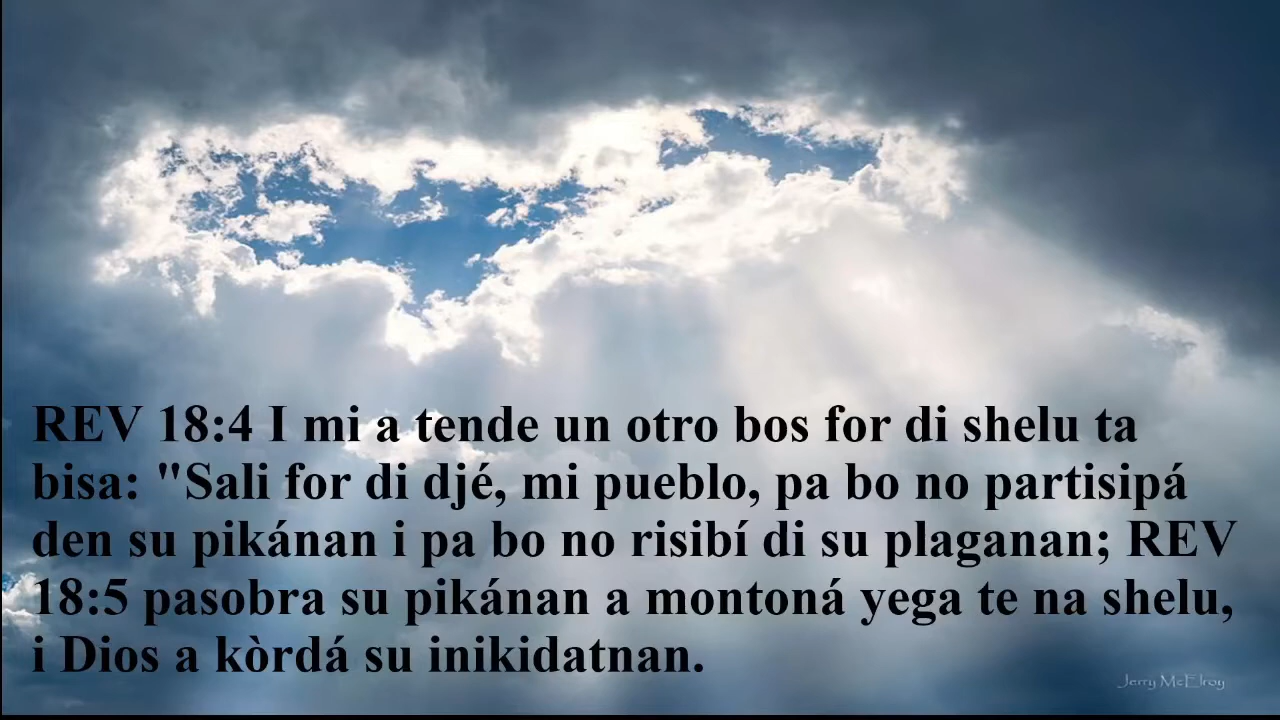 REV 18:4 I mi a tende un otro bos for di shelu ta
bisa: "Sali for di djé, mi pueblo, pa bo no partisipá
den su pikánan i pa bo no risibí di su plaganan; REV
18:5 pasobra su pikánan a montoná yega te na shelu,
i Dios a kòrdá su inikidatnan.
Jerry McElroy